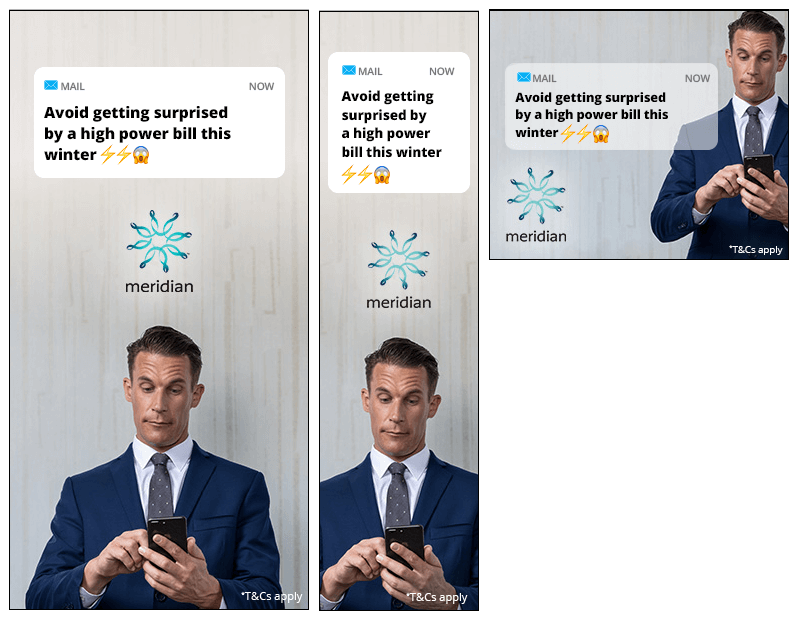 MAIL NOW
Avoid getting surprised
by a high power bill this
winter ⚡⚡😱
meridian
*T&Cs apply
MAIL NOW
Avoid getting
surprised by
a high power
bill this winter
⚡⚡😱
meridian
*T&Cs apply
MAIL NOW
Avoid getting surprised
by a high power bill this
winter ⚡⚡😱
meridian
*T&Cs apply